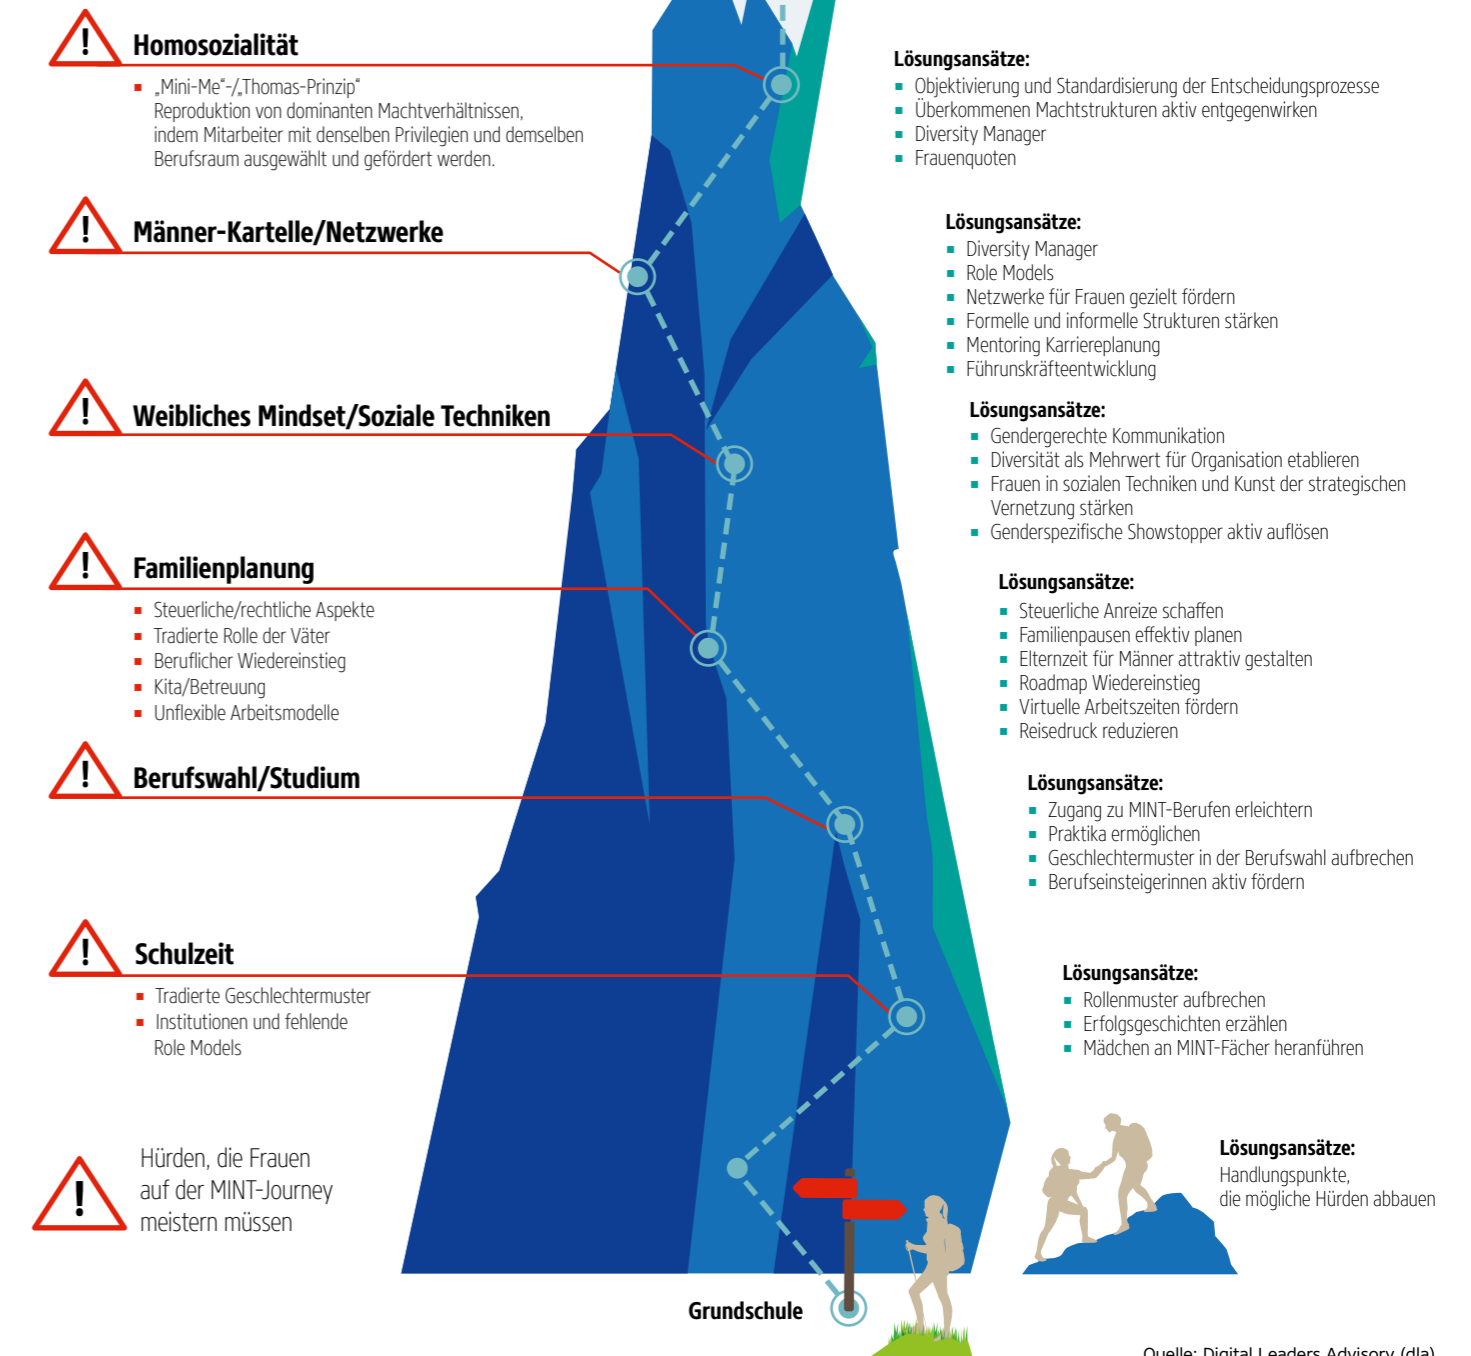 !
Homosozialität
„Mini-Me“-/„Thomas-Prinzip“
Reproduktion von dominanten Machtverhältnissen,
indem Mitarbeiter mit denselben Privilegien und demselben
Berufsraum ausgewählt und gefördert werden.
Lösungsansätze:
Objektivierung und Standardisierung der Entscheidungsprozesse
Überkommenen Machtstrukturen aktiv entgegenwirken
Diversity Manager
Frauenquoten
!
Männer-Kartelle/Netzwerke
Lösungsansätze:
Diversity Manager
Role Models
Netzwerke für Frauen gezielt fördern
Formelle und informelle Strukturen stärken
Mentoring Karriereplanung
Führunskräfteentwicklung
!
Weibliches Mindset/Soziale Techniken
Lösungsansätze:
Gendergerechte Kommunikation
Diversität als Mehrwert für Organisation etablieren
Frauen in sozialen Techniken und Kunst der strategischen
Vernetzung stärken
Genderspezifische Showstopper aktiv auflösen
!
Familienplanung
Steuerliche/rechtliche Aspekte
Tradierte Rolle der Väter
Beruflicher Wiedereinstieg
Kita/Betreuung
Unflexible Arbeitsmodelle
Lösungsansätze:
Steuerliche Anreize schaffen
Familienpausen effektiv planen
Elternzeit für Männer attraktiv gestalten
Roadmap Wiedereinstieg
Virtuelle Arbeitszeiten fördern
Reisedruck reduzieren
!
Berufswahl/Studium
Lösungsansätze:
Zugang zu MINT-Berufen erleichtern
Praktika ermöglichen
Geschlechtermuster in der Berufswahl aufbrechen
Berufseinsteigerinnen aktiv fördern
!
Schulzeit
Tradierte Geschlechtermuster
Institutionen und fehlende
Role Models
Lösungsansätze:
Rollenmuster aufbrechen
Erfolgsgeschichten erzählen
Mädchen an MINT-Fächer heranführen
!
Hürden, die Frauen
auf der MINT-Journey
meistern müssen
Lösungsansätze:
Handlungspunkte,
die mögliche Hürden abbauen
Grundschule
Quelle: Digital Leaders Advisory (dla)